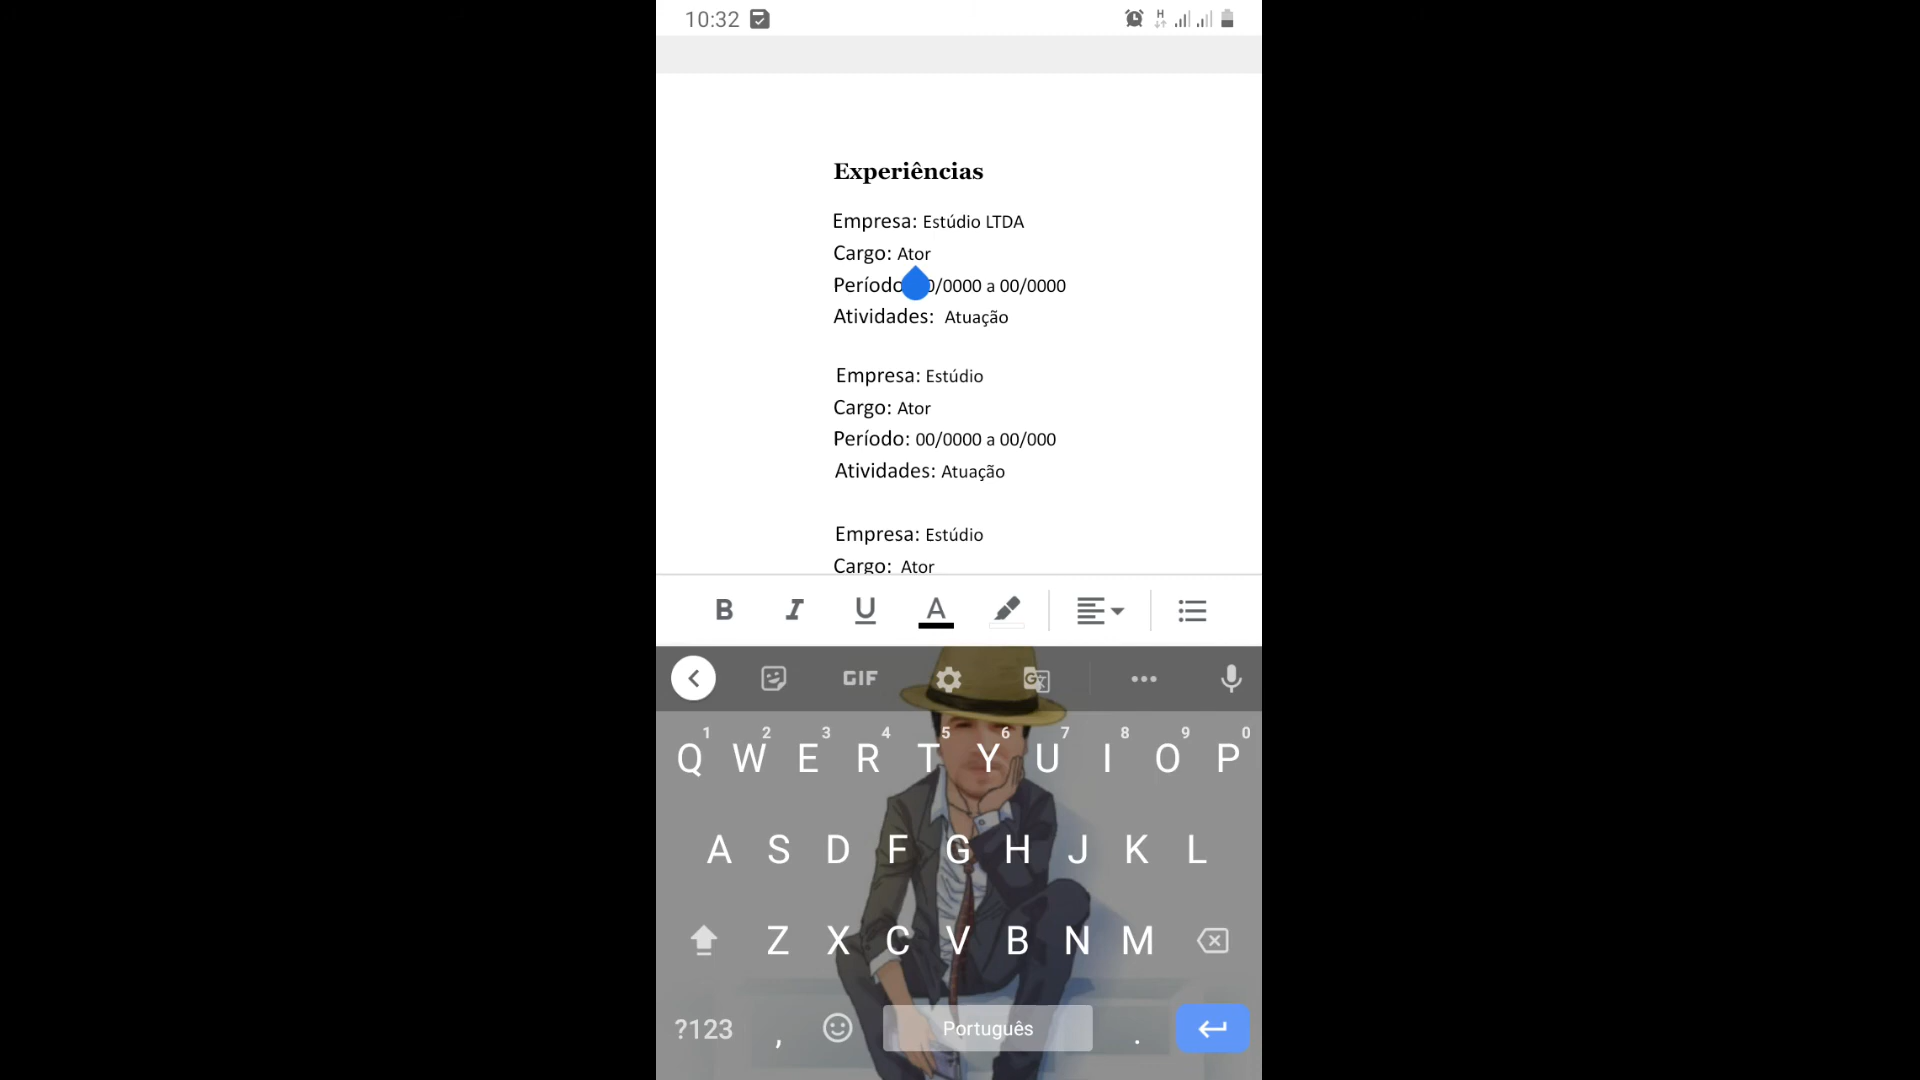 10:32
H
Experiências
Empresa: Estúdio LTDA
Cargo: Ator
Período 0/0000 a 00/0000
Atividades: Atuação
Empresa: Estúdio
Cargo: Ator
Período: 00/0000 a 00/000
Atividades: Atuação
Empresa: Estúdio
Cargo: Ator
B I U A
GIF
1 2 3 4 5 6 7 8 9 0
Q W E R T Y U I O P
A S D F G H J K L
Z X C V B N M
?123 , Português .